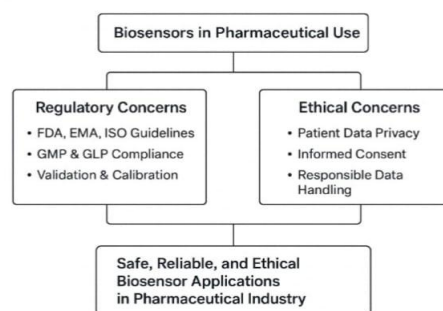 Biosensors in Pharmaceutical Use
Regulatory Concerns
• FDA, EMA, ISO Guidelines
• GMP & GLP Compliance
• Validation & Calibration
Ethical Concerns
• Patient Data Privacy
• Informed Consent
• Responsible Data
Handling
Safe, Reliable, and Ethical
Biosensor Applications
in Pharmaceutical Industry